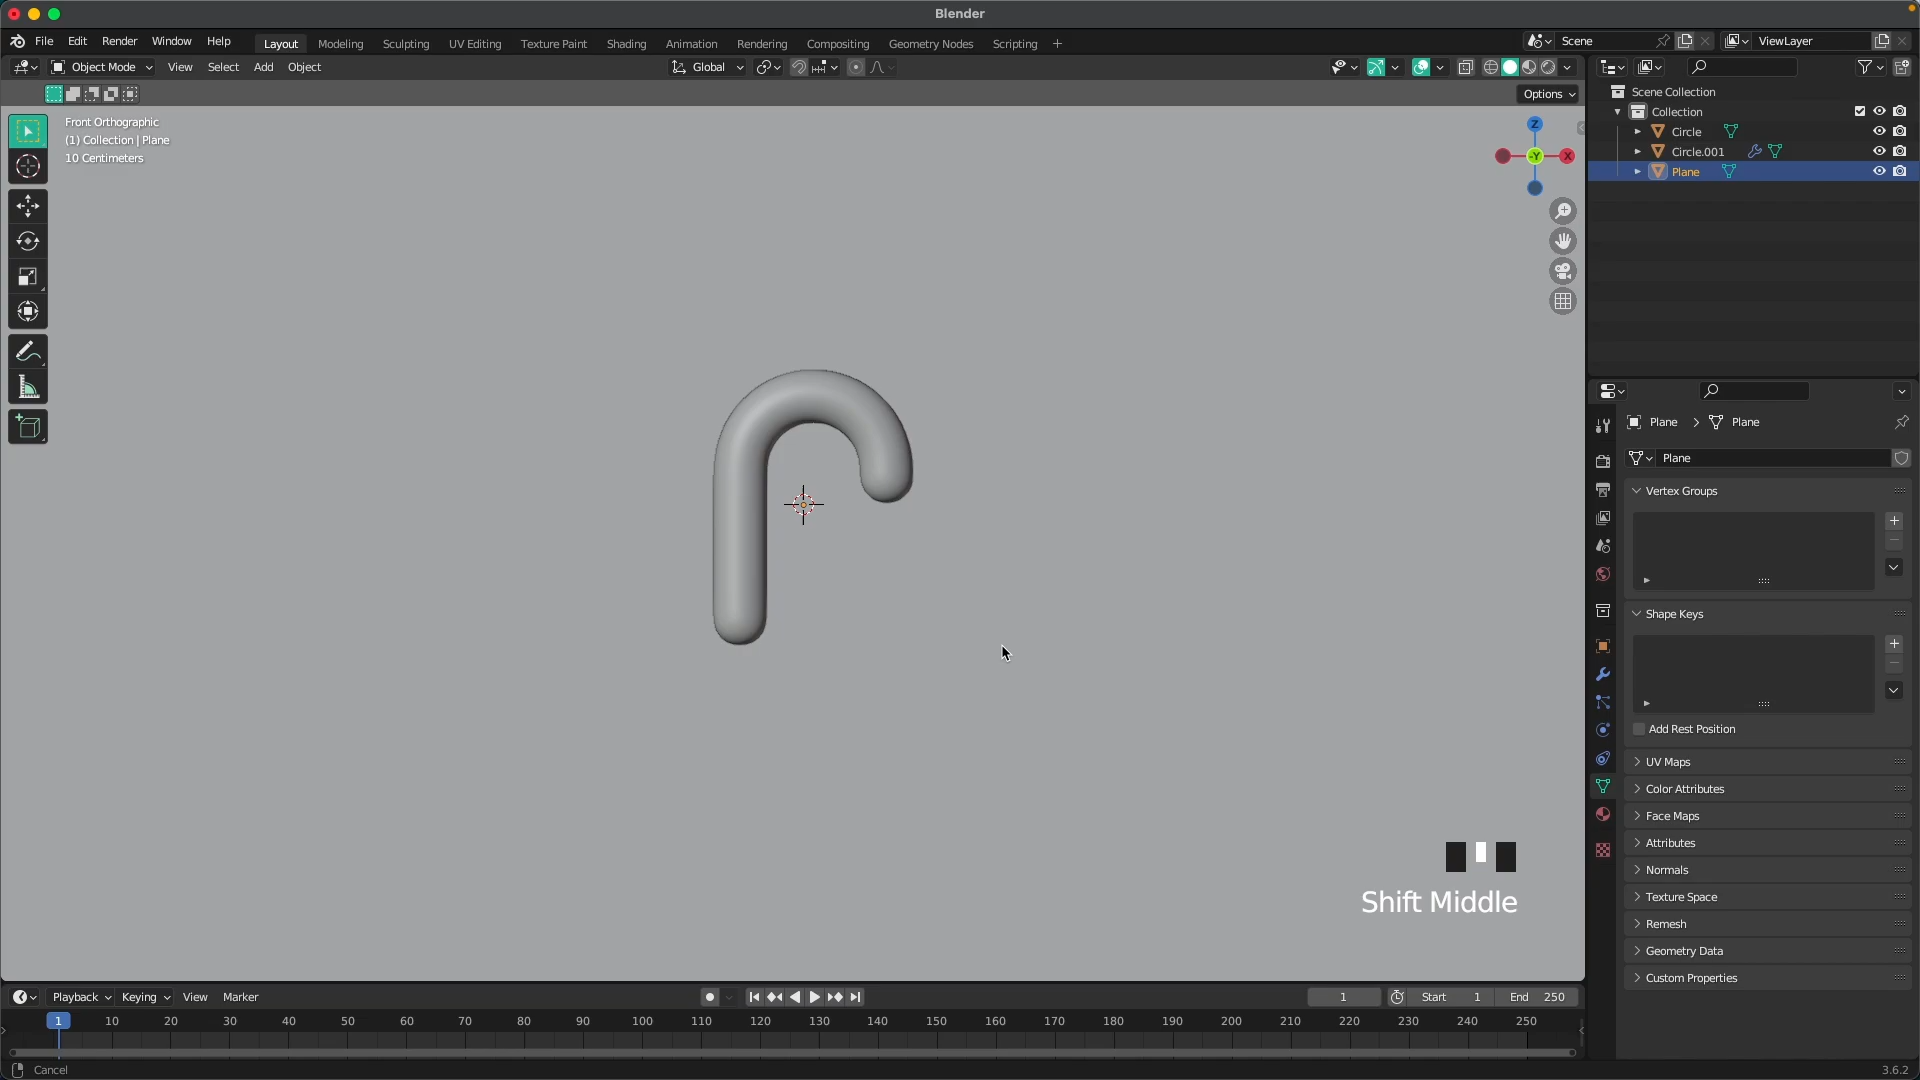 Blender
File Edit Render Window Help Layout Modeling Sculpting UV Editing Texture Paint Shading Animation Rendering Compositing Geometry Nodes Scripting + Scene ViewLayer
Object Mode View Select Add Object Global
Options
Scene Collection
Collection
Circle
Circle.001
Plane
Front Orthographic
(1) Collection | Plane
10 Centimeters
Z
-Y
X
Plane > Plane
Plane
Vertex Groups
Shape Keys
Add Rest Position
UV Maps
Color Attributes
Face Maps
Attributes
Normals
Texture Space
Remesh
Geometry Data
Custom Properties
Shift Middle
Playback Keying View Marker 1 Start 1 End 250
1 10 20 30 40 50 60 70 80 90 100 110 120 130 140 150 160 170 180 190 200 210 220 230 240 250
Cancel 3.6.2